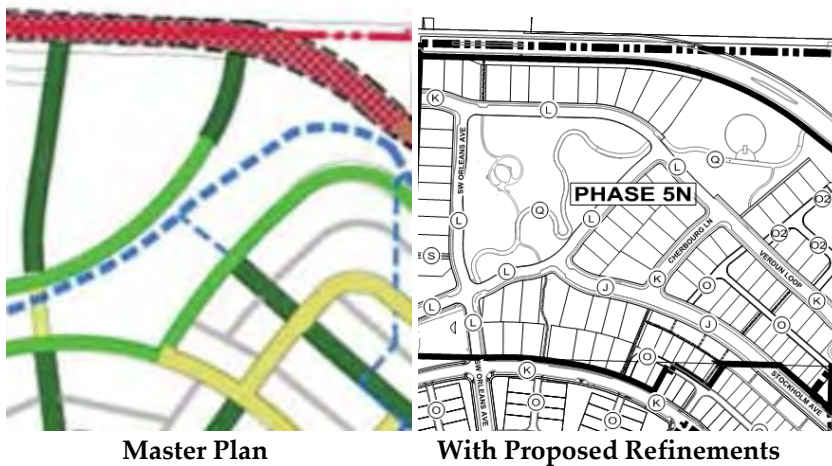 K
L
SW ORLEANS AVE
Q
L
PHASE 5N
L
Q
L
L
CHERBOURG LN
O2
O2
O2
VERDUN LOOP
S
L
K
O
K
J
O
L
L
J
O
O
STOCKHOLM AVE
SW ORLEANS AVE
K
K
O
O
O
Master Plan
With Proposed Refinements